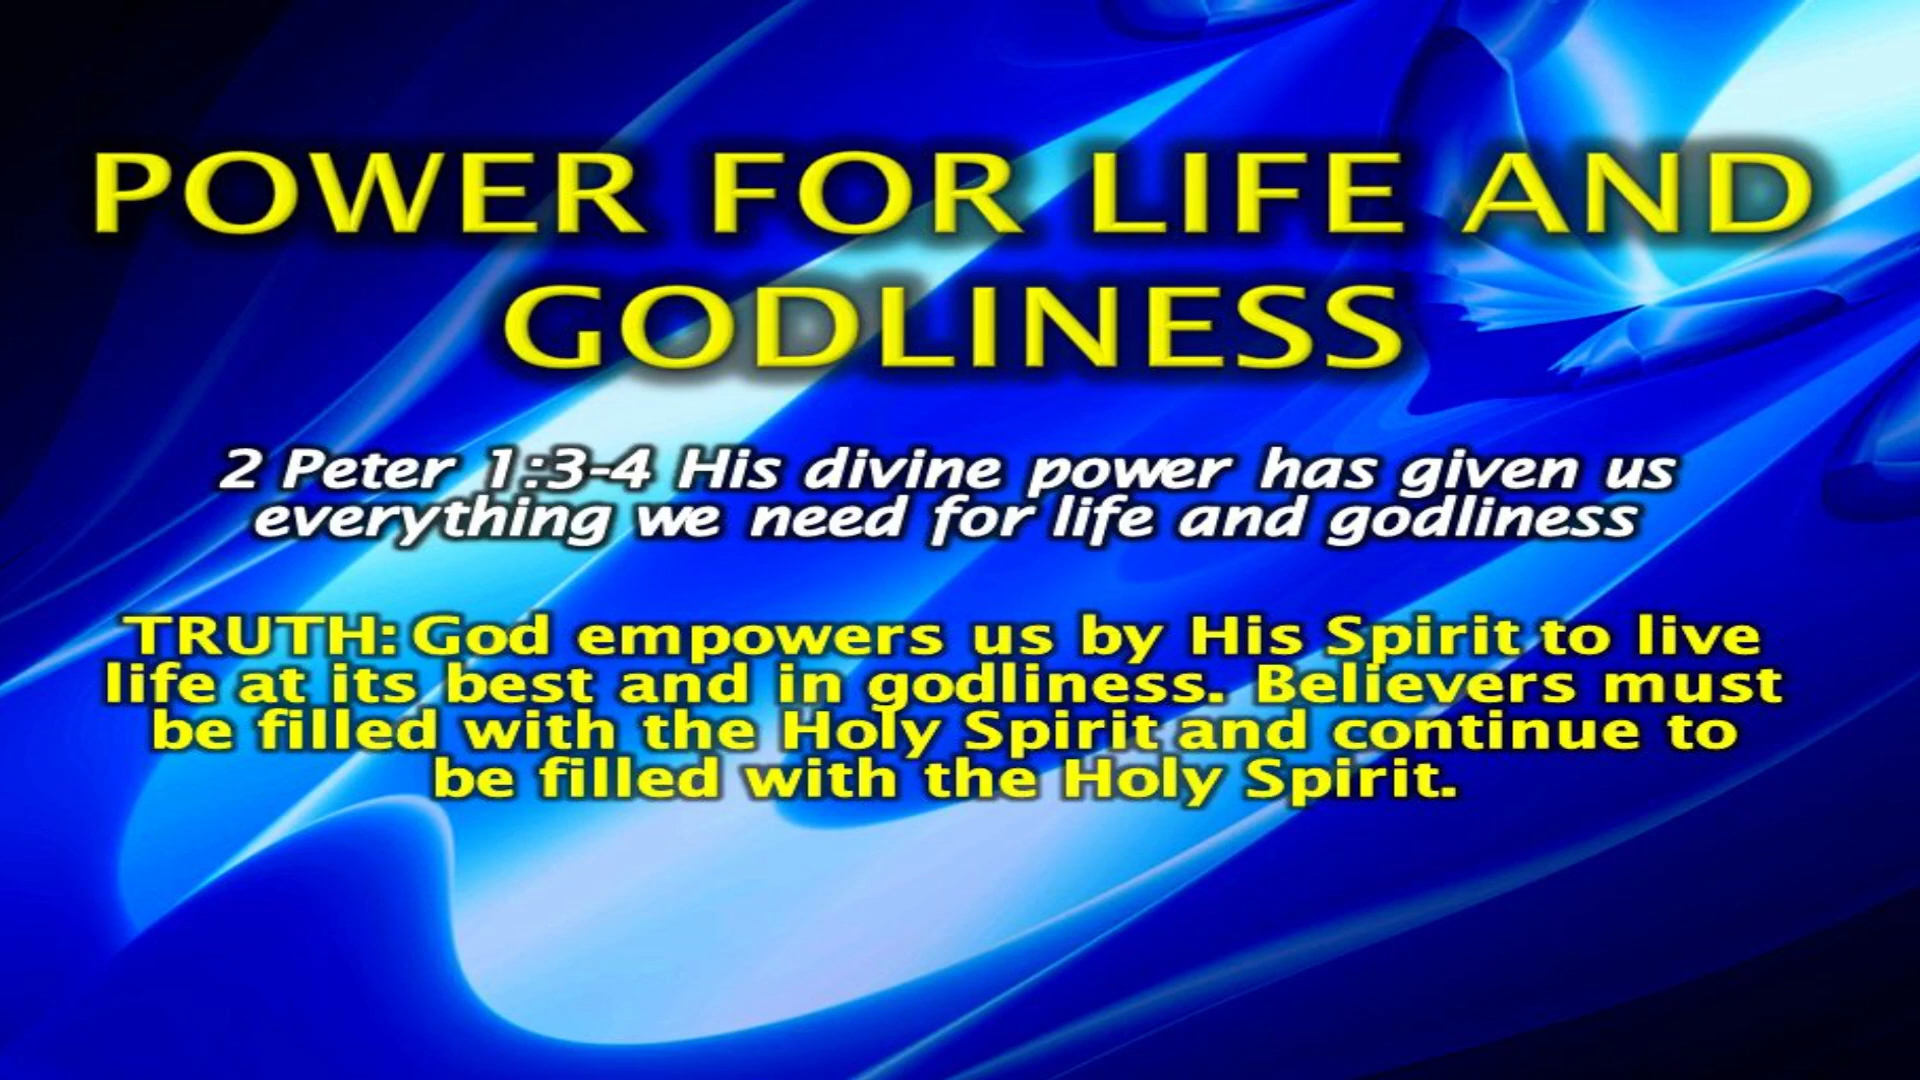 POWER FOR LIFE AND
GODLINESS
2 Peter 1:3-4 His divine power has given us
everything we need for life and godliness
TRUTH: God empowers us by His Spirit to live
life at its best and in godliness. Believers must
be filled with the Holy Spirit and continue to
be filled with the Holy Spirit.